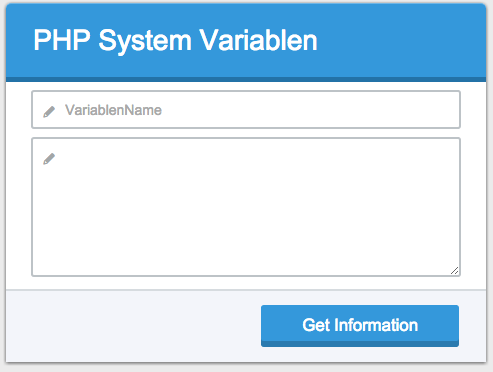 PHP System Variablen
VariablenName
Get Information